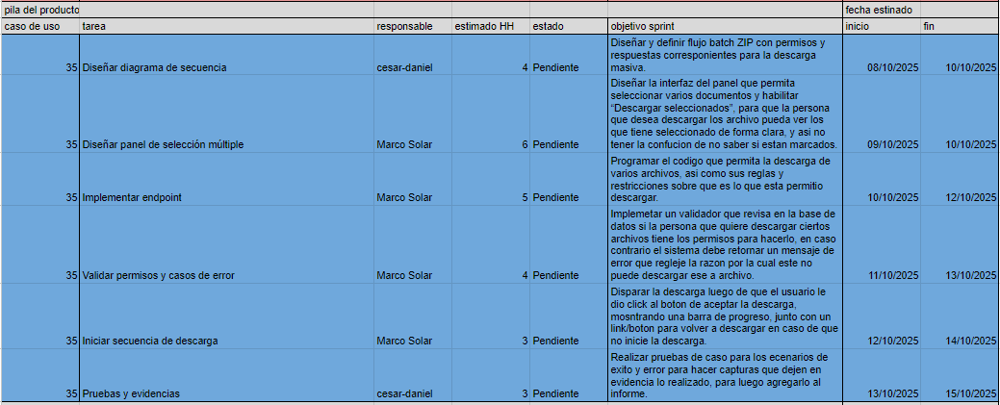 pila del producto fecha estinado
caso de uso tarea responsable estimado HH estado objetivo sprint inicio fin
Diseñar y definir flujo batch ZIP con permisos y
respuestas corresponientes para la descarga
35 Diseñar diagrama de secuencia cesar-daniel 4 Pendiente masiva. 08/10/2025 10/10/2025
Diseñar la interfaz del panel que permita
seleccionar varios documentos y habilitar
“Descargar seleccionados”, para que la persona
que desea descargar los archivo pueda ver los
que tiene seleccionado de forma clara, y asi no
35 Diseñar panel de selección múltiple Marco Solar 6 Pendiente tener la confucion de no saber si estan marcados. 09/10/2025 10/10/2025
Programar el codigo que permita la descarga de
varios archivos, asi como sus reglas y
restricciones sobre que es lo que esta permitio
35 Implementar endpoint Marco Solar 5 Pendiente descargar. 10/10/2025 12/10/2025
Implemetar un validador que revisa en la base de
datos si la persona que quiere descargar ciertos
archivos tiene los permisos para hacerlo, en caso
contrario el sistema debe retornar un mensaje de
error que regleje la razon por la cual este no
35 Validar permisos y casos de error Marco Solar 4 Pendiente puede descargar ese a archivo. 11/10/2025 13/10/2025
Disparar la descarga luego de que el usuario le
dio click al boton de aceptar la descarga,
mosntrando una barra de progreso, junto con un
link/boton para volver a descargar en caso de que
35 Iniciar secuencia de descarga Marco Solar 3 Pendiente no inicie la descarga. 12/10/2025 14/10/2025
Realizar pruebas de caso para los ecenarios de
exito y error para hacer capturas que dejen en
evidencia lo realizado, para luego agregarlo al
35 Pruebas y evidencias cesar-daniel 3 Pendiente informe. 13/10/2025 15/10/2025